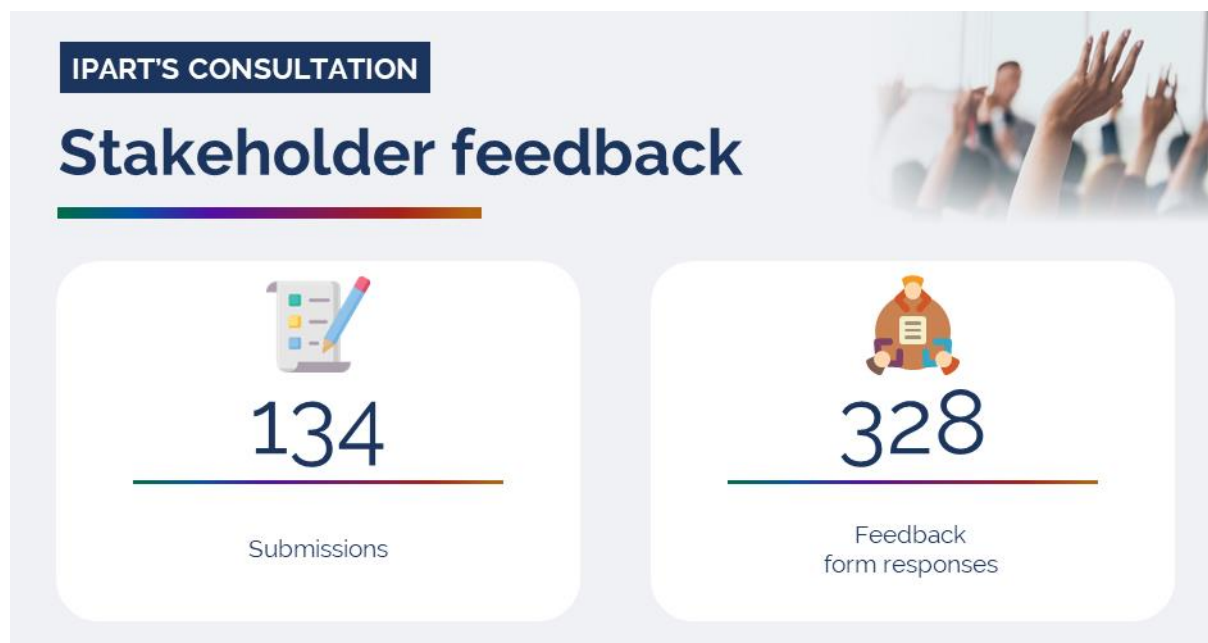 IPART'S CONSULTATION
Stakeholder feedback
134
Submissions
328
Feedback
form responses